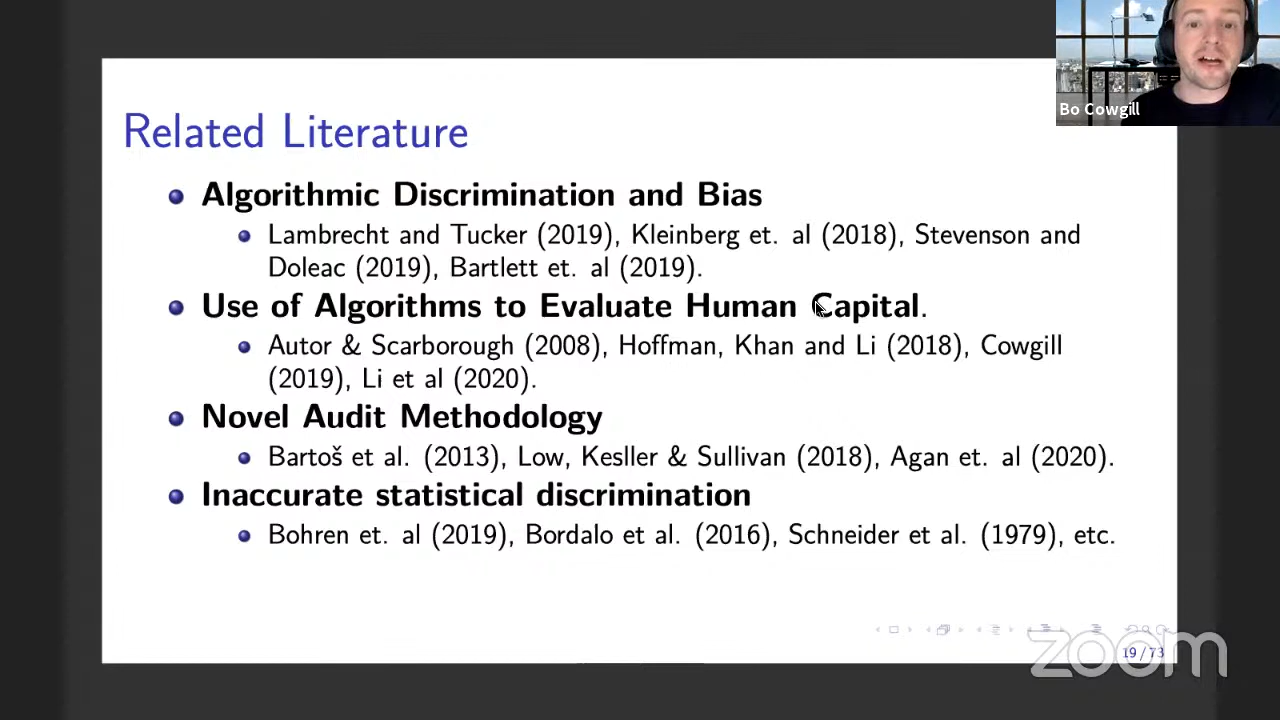 Bo Cowgill
Related Literature
Algorithmic Discrimination and Bias
Lambrecht and Tucker (2019), Kleinberg et. al (2018), Stevenson and
Doleac (2019), Bartlett et. al (2019).
Use of Algorithms to Evaluate Human Capital.
Autor & Scarborough (2008), Hoffman, Khan and Li (2018), Cowgill
(2019), Li et al (2020).
Novel Audit Methodology
Bartoš et al. (2013), Low, Kesller & Sullivan (2018), Agan et. al (2020).
Inaccurate statistical discrimination
Bohren et. al (2019), Bordalo et al. (2016), Schneider et al. (1979), etc.
zoom
19 / 73